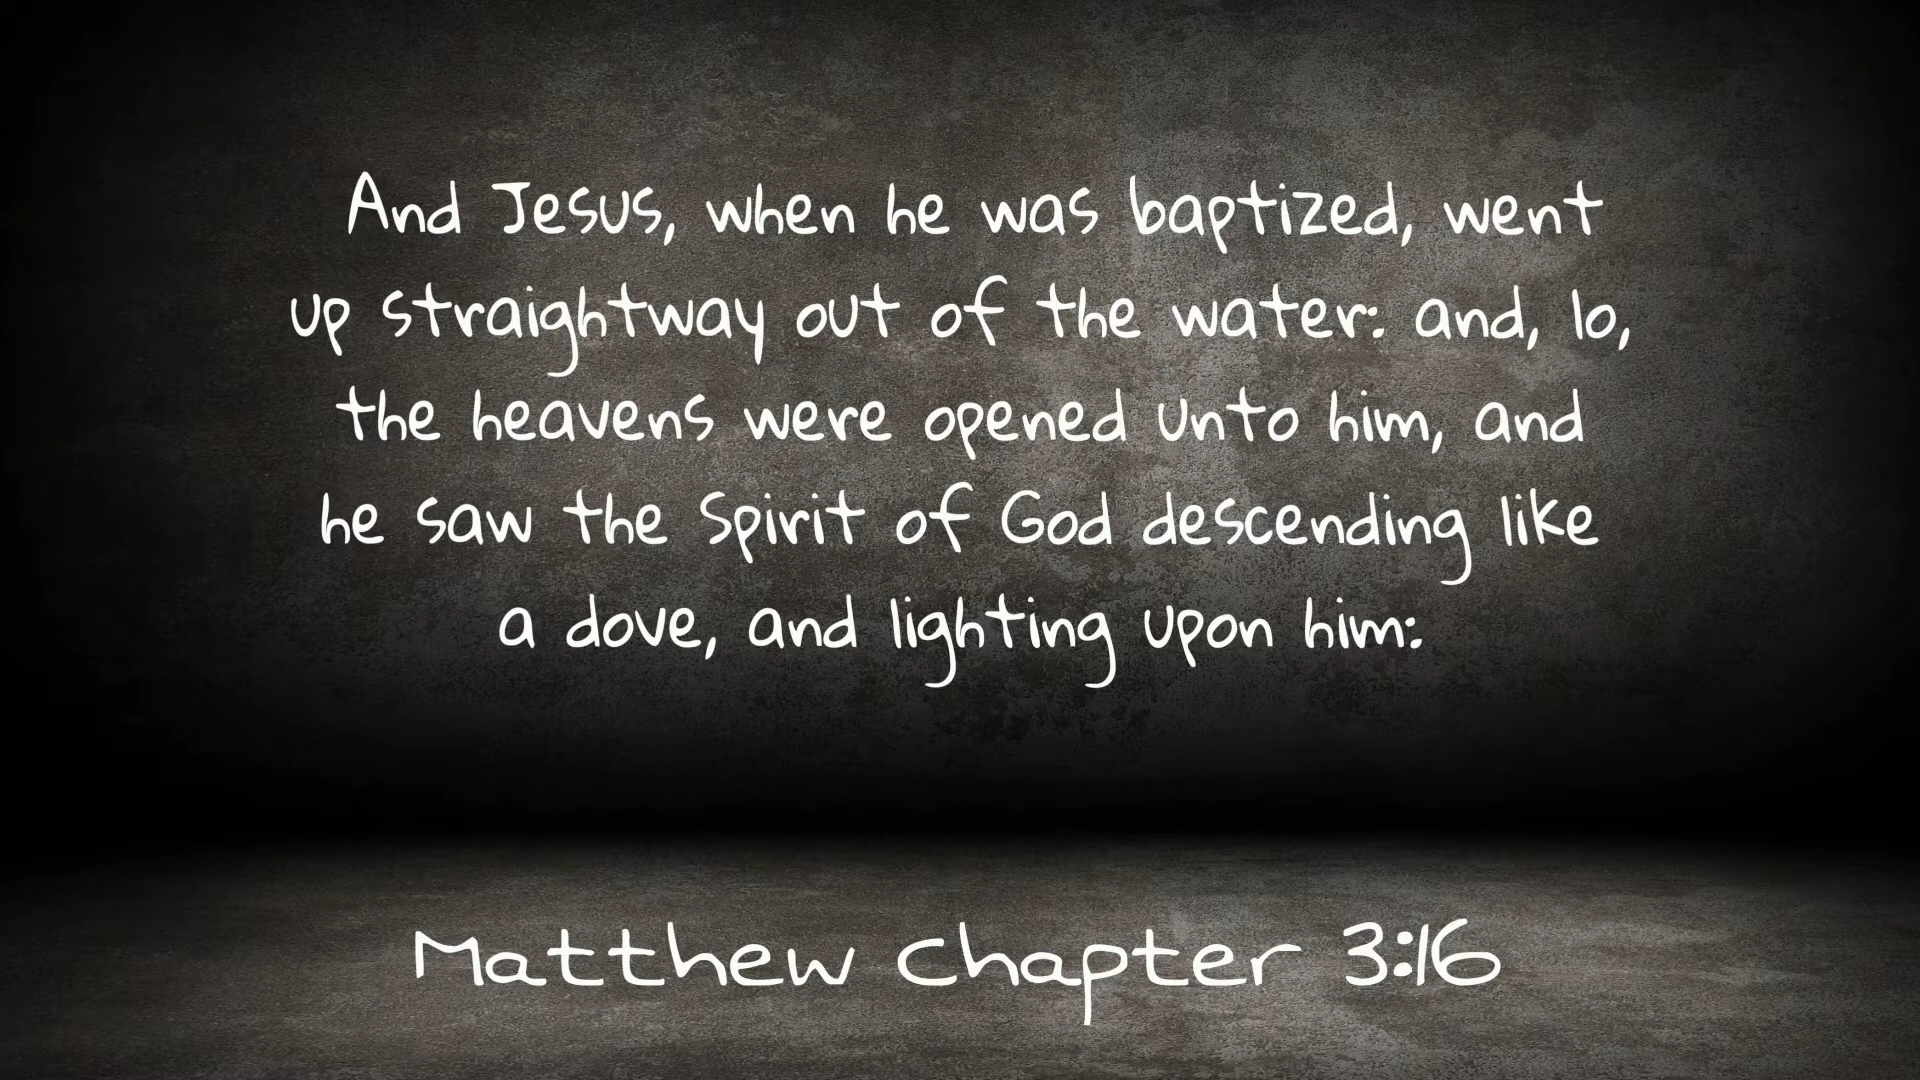 And Jesus, when he was baptized, went
up straightway out of the water: and, lo,
the heavens were opened unto him, and
he saw the Spirit of God descending like
a dove, and lighting upon him:
Matthew Chapter 3:16